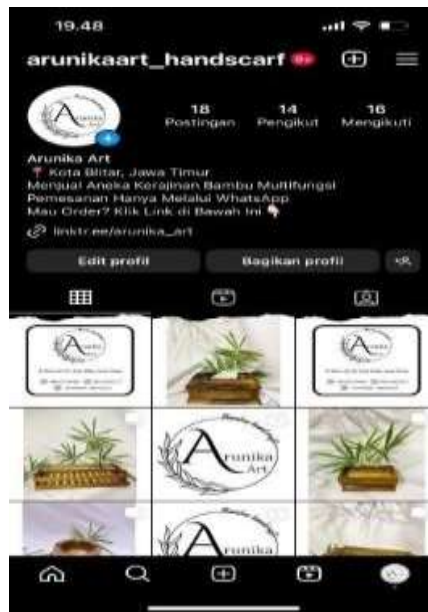 19.48
arunikaart_handscarf 9+
18 14 16
Postingan Pengikut Mengikuti
Arunika Art
Kota Blitar, Jawa Timur
Menjual Aneka Kerajinan Bambu Multifungsi
Pemesanan Hanya Melalui WhatsApp
Mau Order? Klik Link di Bawah Ini
linktr.ee/arunika_art
Edit profil Bagikan profil
Arunika
Art
Arunika